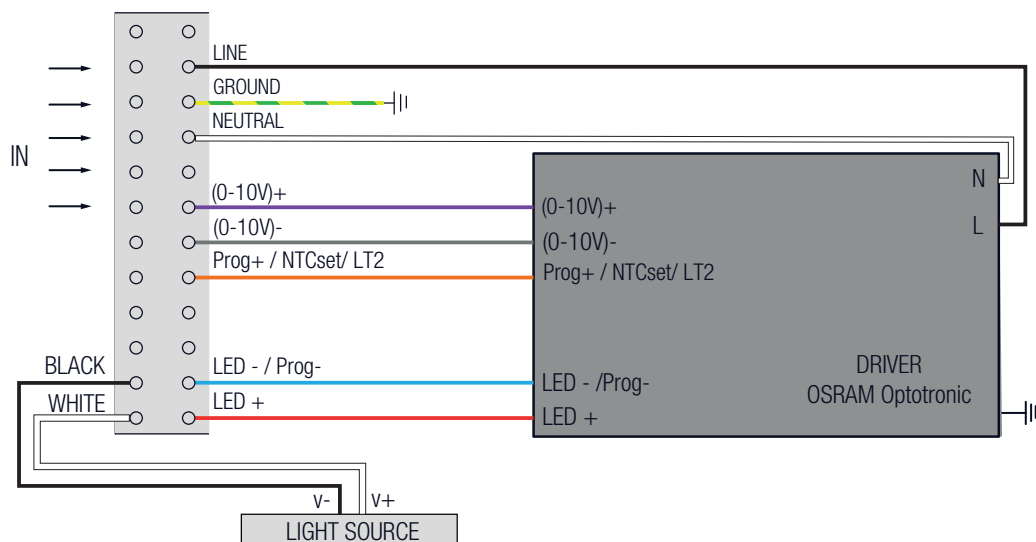 LINE
GROUND
NEUTRAL
IN
N
(0-10V)+
(0-10V)+
L
(0-10V)-
(0-10V)-
Prog+ / NTCset/ LT2
Prog+ / NTCset/ LT2
BLACK
LED - / Prog-
LED - /Prog-
DRIVER
OSRAM Optotronic
WHITE
LED +
LED +
v-
v+
LIGHT SOURCE